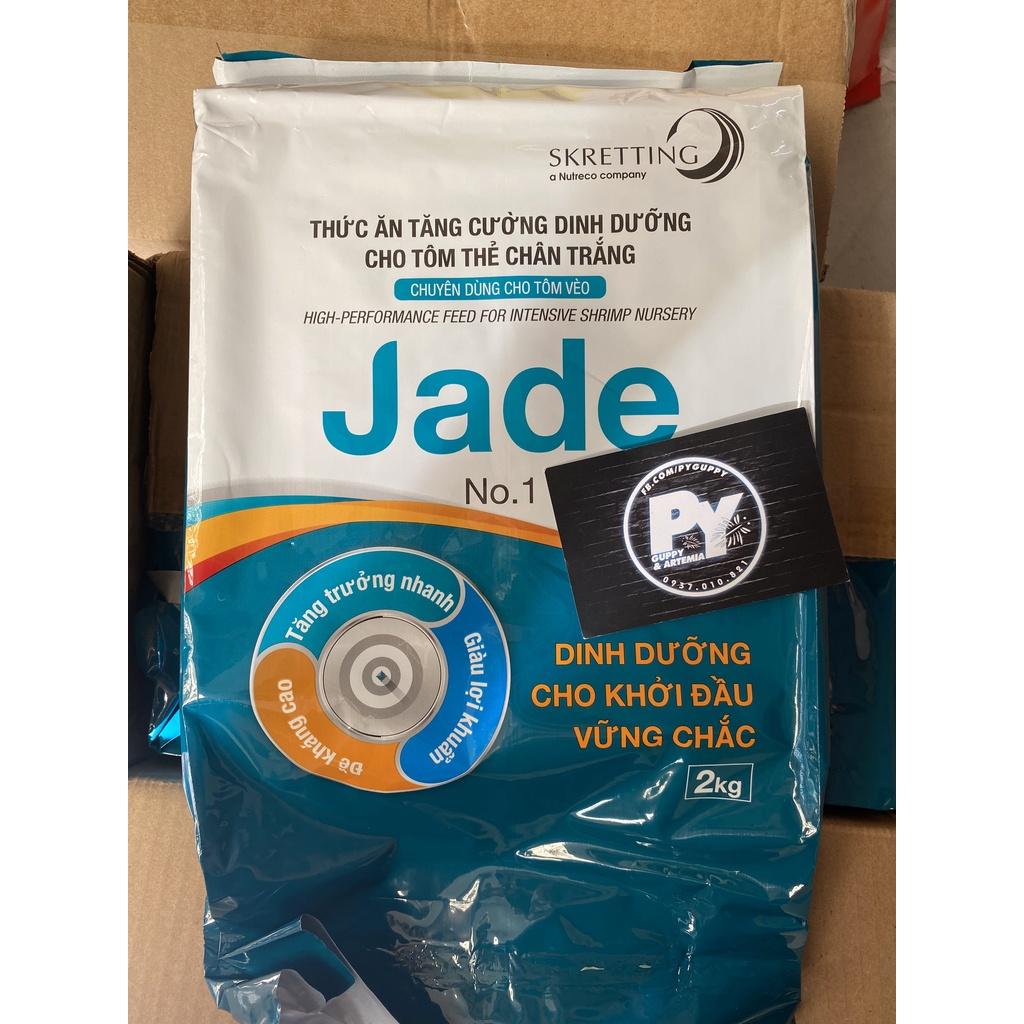 SKRETTING
a Nutreco company
THỨC ĂN TĂNG CƯỜNG DINH DƯỠNG
CHO TÔM THẺ CHÂN TRẮNG
CHUYÊN DÙNG CHO TÔM VÈO
HIGH-PERFORMANCE FEED FOR INTENSIVE SHRIMP NURSERY
Jade
No.1
FB.COM/PYGUPPY
PY
GUPPY
& ARTEMIA
0937.010.821
Tăng trưởng nhanh
Giàu lợi khuẩn
Đề kháng cao
DINH DƯỠNG
CHO KHỞI ĐẦU
VỮNG CHẮC
2kg